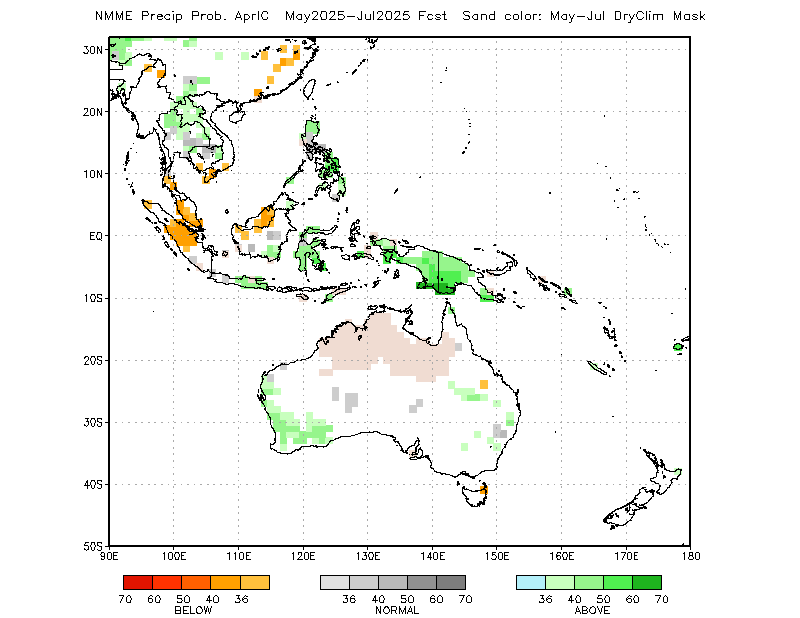 NMME Precip Prob. AprIC May2025-Jul2025 Fcst Sand color: May-Jul DryClim Mask
30N
20N
10N
EQ
10S
20S
30S
40S
50S
90E 100E 110E 120E 130E 140E 150E 160E 170E 180
70 60 50 40 36 36 40 50 60 70 36 40 50 60 70
BELOW NORMAL ABOVE